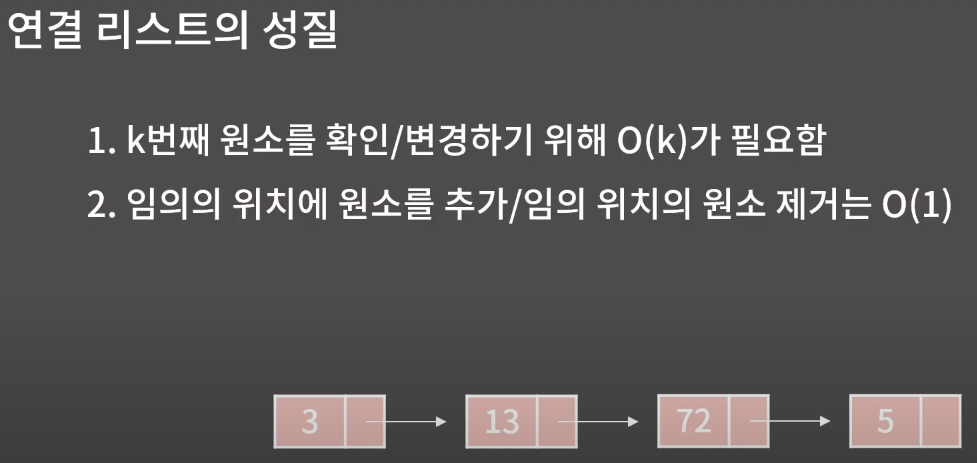 연결 리스트의 성질
1. k번째 원소를 확인/변경하기 위해 O(k)가 필요함
2. 임의의 위치에 원소를 추가/임의 위치의 원소 제거는 O(1)
3 13 72 5